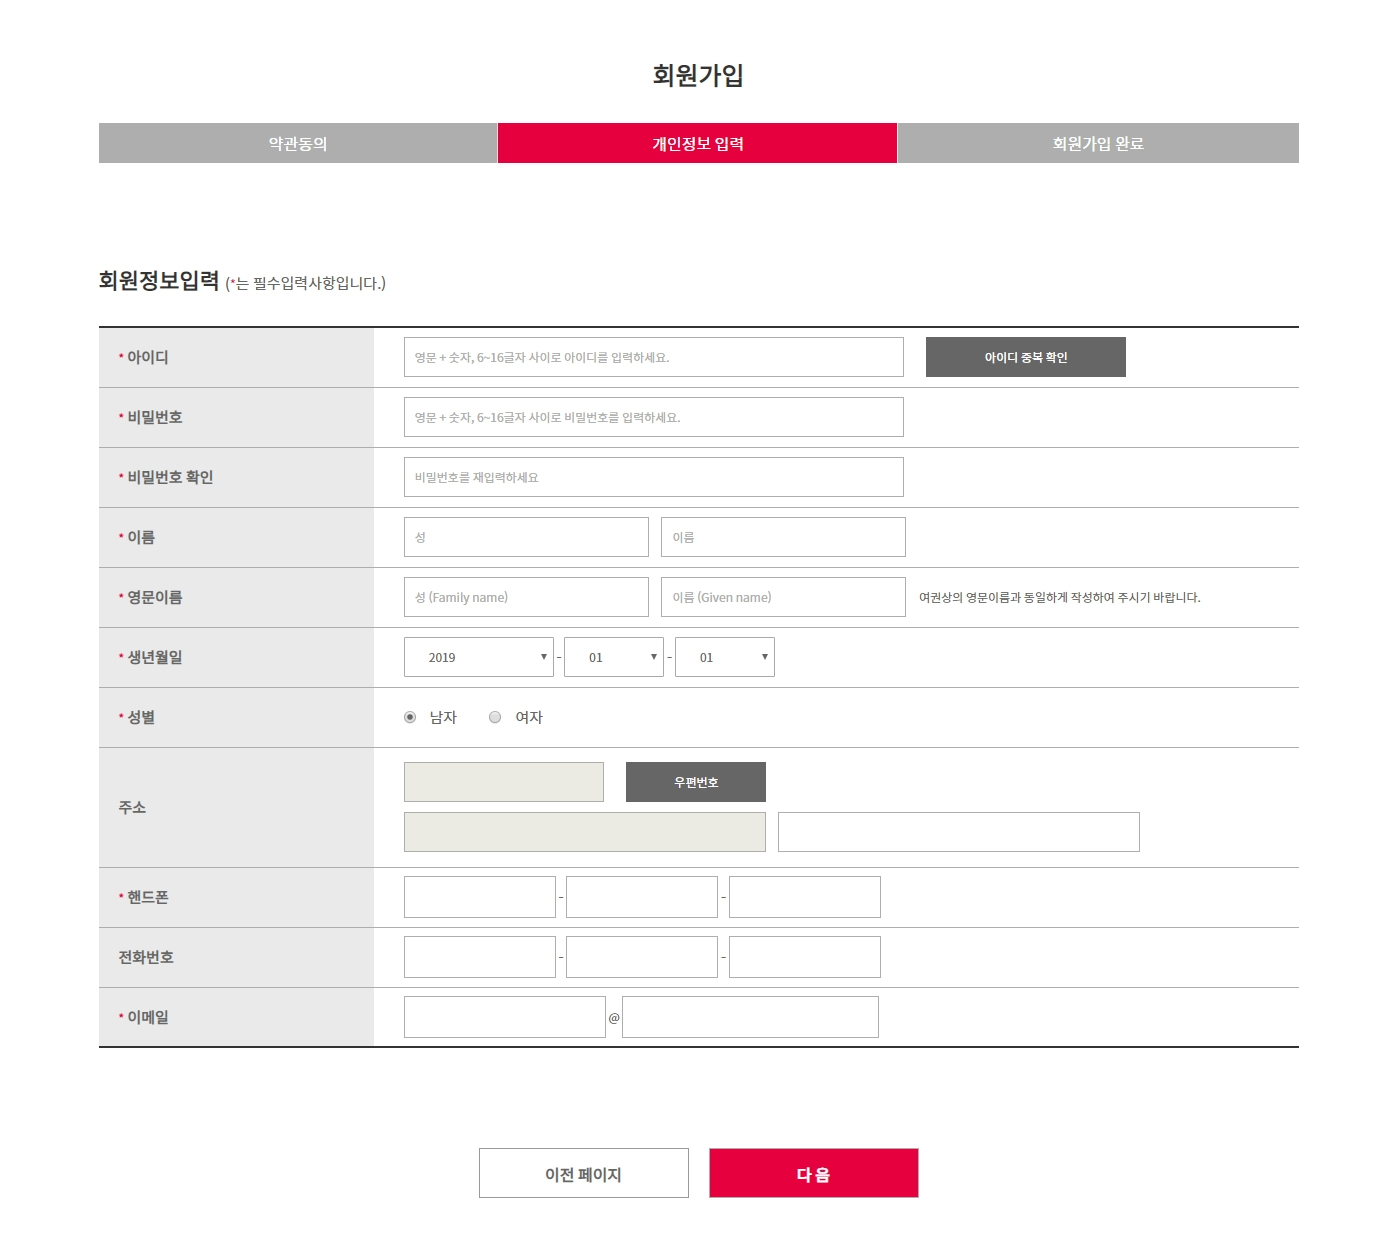 회원가입
약관동의 개인정보 입력 회원가입 완료
회원정보입력 (*는 필수입력사항입니다.)
* 아이디 영문 + 숫자, 6~16글자 사이로 아이디를 입력하세요. 아이디 중복 확인
* 비밀번호 영문 + 숫자, 6~16글자 사이로 비밀번호를 입력하세요.
* 비밀번호 확인 비밀번호를 재입력하세요
* 이름 성 이름
* 영문이름 성 (Family name) 이름 (Given name) 여권상의 영문이름과 동일하게 작성하여 주시기 바랍니다.
* 생년월일 2019 - 01 - 01
* 성별 남자 여자
주소 우편번호
* 핸드폰 - -
전화번호 - -
* 이메일 @
이전 페이지 다 음